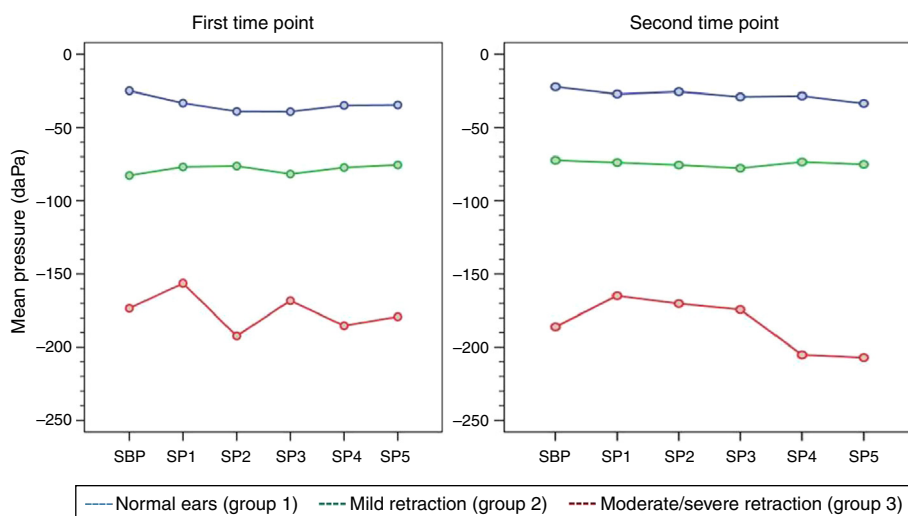 First time point
Second time point
Mean pressure (daPa)
0
–50
–100
–150
–200
–250
SBP SP1 SP2 SP3 SP4 SP5
0
–50
–100
–150
–200
–250
SBP SP1 SP2 SP3 SP4 SP5
Normal ears (group 1) Mild retraction (group 2) Moderate/severe retraction (group 3)